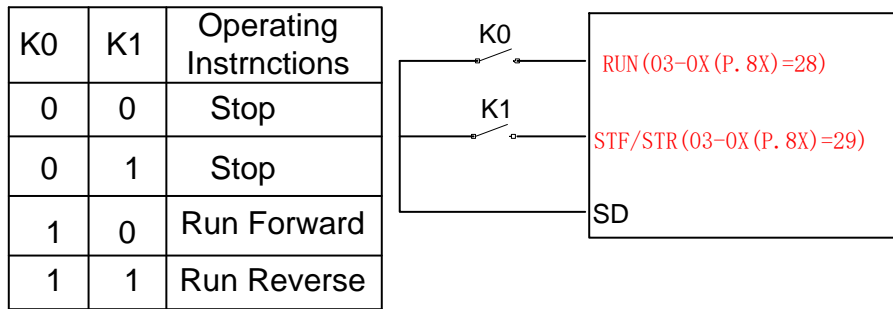 K0 K1 Operating
Instrnctions
0 0 Stop
0 1 Stop
1 0 Run Forward
1 1 Run Reverse
K0
RUN(03-0X(P.8X)=28)
K1
STF/STR(03-0X(P.8X)=29)
SD